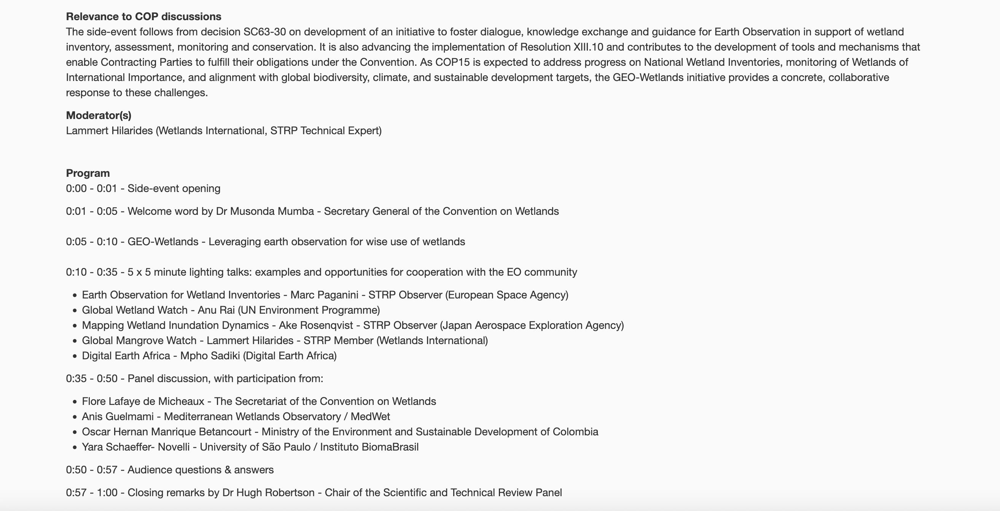 Relevance to COP discussions
The side-event follows from decision SC63-30 on development of an initiative to foster dialogue, knowledge exchange and guidance for Earth Observation in support of wetland
inventory, assessment, monitoring and conservation. It is also advancing the implementation of Resolution XIII.10 and contributes to the development of tools and mechanisms that
enable Contracting Parties to fulfill their obligations under the Convention. As COP15 is expected to address progress on National Wetland Inventories, monitoring of Wetlands of
International Importance, and alignment with global biodiversity, climate, and sustainable development targets, the GEO-Wetlands initiative provides a concrete, collaborative
response to these challenges.
Moderator(s)
Lammert Hilarides (Wetlands International, STRP Technical Expert)
Program
0:00 - 0:01 - Side-event opening
0:01 - 0:05 - Welcome word by Dr Musonda Mumba - Secretary General of the Convention on Wetlands
0:05 - 0:10 - GEO-Wetlands - Leveraging earth observation for wise use of wetlands
0:10 - 0:35 - 5 x 5 minute lighting talks: examples and opportunities for cooperation with the EO community
• Earth Observation for Wetland Inventories - Marc Paganini - STRP Observer (European Space Agency)
• Global Wetland Watch - Anu Rai (UN Environment Programme)
• Mapping Wetland Inundation Dynamics - Ake Rosenqvist - STRP Observer (Japan Aerospace Exploration Agency)
• Global Mangrove Watch - Lammert Hilarides - STRP Member (Wetlands International)
• Digital Earth Africa - Mpho Sadiki (Digital Earth Africa)
0:35 - 0:50 - Panel discussion, with participation from:
• Flore Lafaye de Micheaux - The Secretariat of the Convention on Wetlands
• Anis Guelmami - Mediterranean Wetlands Observatory / MedWet
• Oscar Hernan Manrique Betancourt - Ministry of the Environment and Sustainable Development of Colombia
• Yara Schaeffer- Novelli - University of São Paulo / Instituto BiomaBrasil
0:50 - 0:57 - Audience questions & answers
0:57 - 1:00 - Closing remarks by Dr Hugh Robertson - Chair of the Scientific and Technical Review Panel